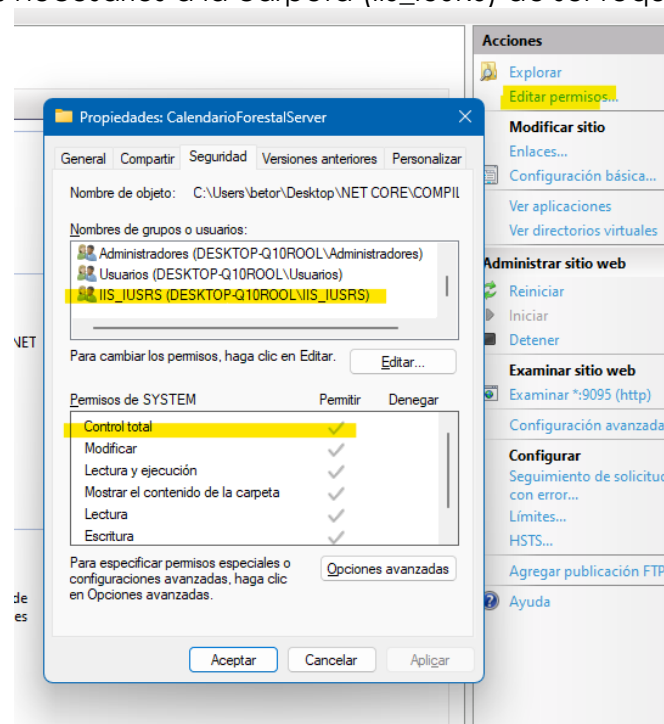 necesarios a la carpeta (IIS_IUSRS) de
Acciones
Explorar
Editar permisos...
Modificar sitio
Enlaces...
Configuración básica...
Ver aplicaciones
Ver directorios virtuales
Administrar sitio web
Reiniciar
Iniciar
Detener
Examinar sitio web
Examinar *:9095 (http)
Configuración avanzada
Configurar
Seguimiento de solicitud
con error...
Límites...
HSTS...
Agregar publicación FTP
Ayuda
Propiedades: CalendarioForestalServer
General Compartir Seguridad Versiones anteriores Personalizar
Nombre de objeto: C:\Users\betor\Desktop\NET CORE\COMPIL
Nombres de grupos o usuarios:
Administradores (DESKTOP-Q10ROOL\Administradores)
Usuarios (DESKTOP-Q10ROOL\Usuarios)
IIS_IUSRS (DESKTOP-Q10ROOL\IIS_IUSRS)
Para cambiar los permisos, haga clic en Editar. Editar...
Permisos de SYSTEM Permitir Denegar
Control total
Modificar
Lectura y ejecución
Mostrar el contenido de la carpeta
Lectura
Escritura
Para especificar permisos especiales o
configuraciones avanzadas, haga clic
en Opciones avanzadas.
Opciones avanzadas
Aceptar Cancelar Aplicar
NET
de
es